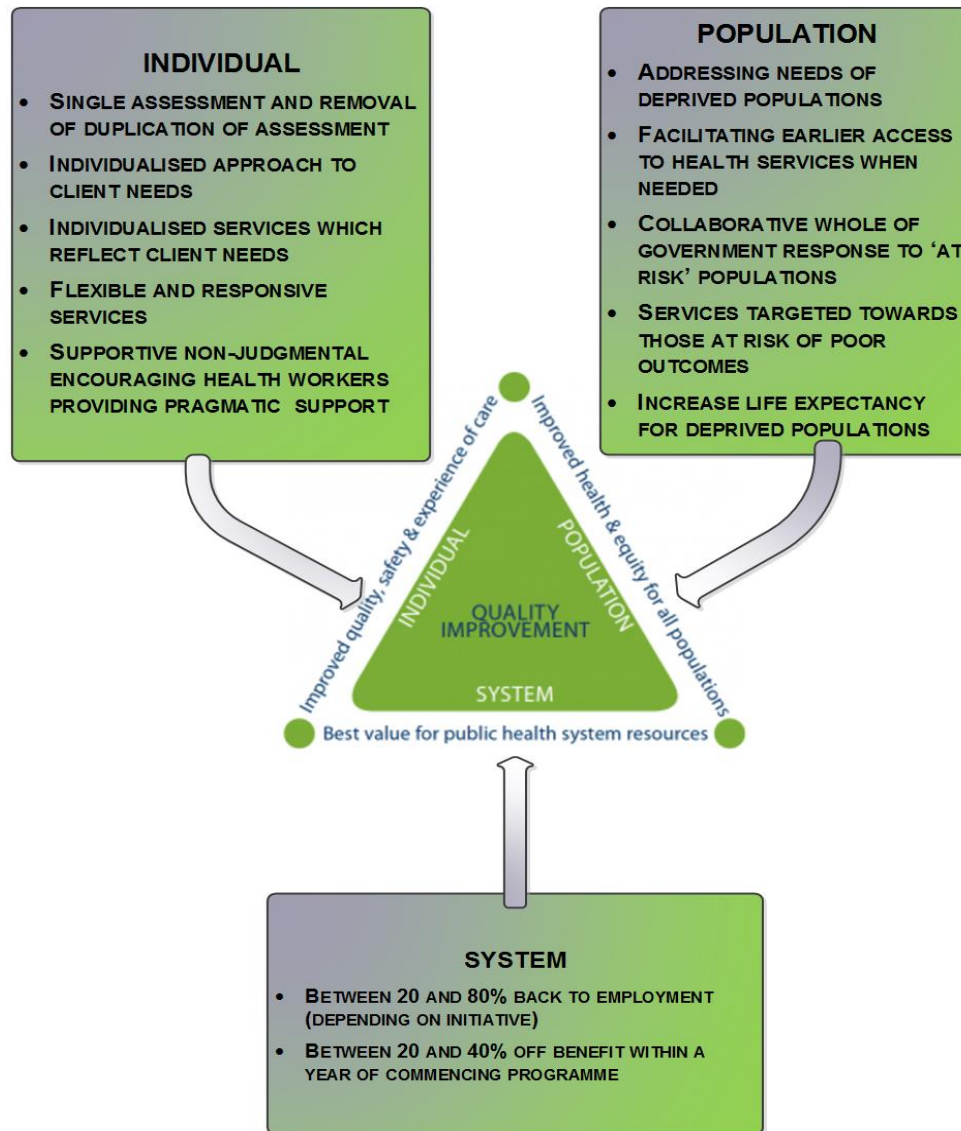 INDIVIDUAL
• SINGLE ASSESSMENT AND REMOVAL
OF DUPLICATION OF ASSESSMENT
• INDIVIDUALISED APPROACH TO
CLIENT NEEDS
• INDIVIDUALISED SERVICES WHICH
REFLECT CLIENT NEEDS
• FLEXIBLE AND RESPONSIVE
SERVICES
• SUPPORTIVE NON-JUDGMENTAL
ENCOURAGING HEALTH WORKERS
PROVIDING PRAGMATIC SUPPORT
POPULATION
• ADDRESSING NEEDS OF
DEPRIVED POPULATIONS
• FACILITATING EARLIER ACCESS
TO HEALTH SERVICES WHEN
NEEDED
• COLLABORATIVE WHOLE OF
GOVERNMENT RESPONSE TO ‘AT
RISK’ POPULATIONS
• SERVICES TARGETED TOWARDS
THOSE AT RISK OF POOR
OUTCOMES
• INCREASE LIFE EXPECTANCY
FOR DEPRIVED POPULATIONS
Improved quality, safety & experience of care
Improved health & equity for all populations
INDIVIDUAL
POPULATION
QUALITY
IMPROVEMENT
SYSTEM
Best value for public health system resources
SYSTEM
• BETWEEN 20 AND 80% BACK TO EMPLOYMENT
(DEPENDING ON INITIATIVE)
• BETWEEN 20 AND 40% OFF BENEFIT WITHIN A
YEAR OF COMMENCING PROGRAMME